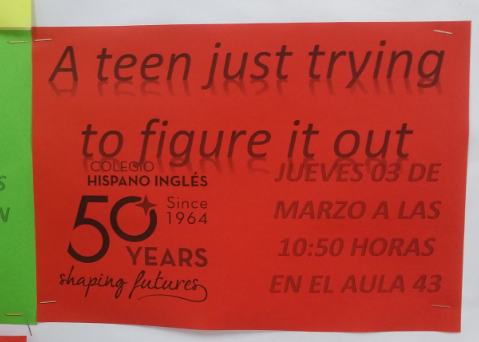 A teen just trying
to figure it out
COLEGIO
HISPANO INGLÉS
50 Since
1964
YEARS
shaping futures
JUEVES 03 DE
MARZO A LAS
10:50 HORAS
EN EL AULA 43
S
N